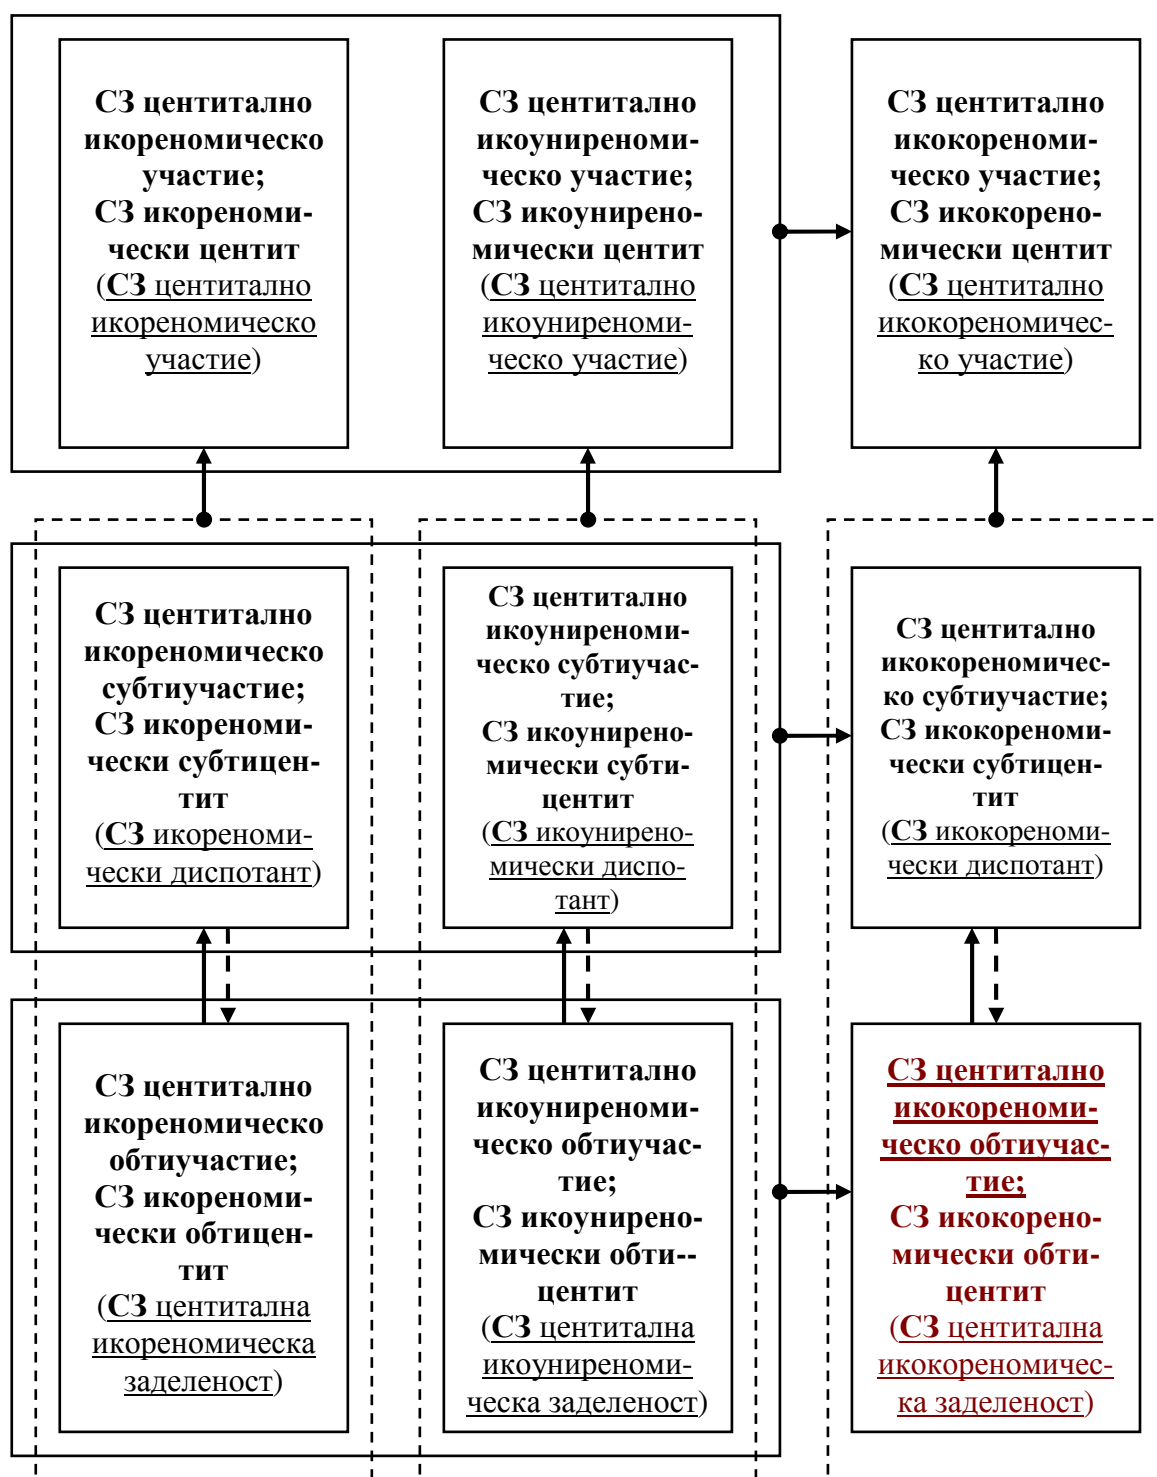 СЗ центитално
икореномическо
участие;
СЗ икореноми-
чески центит
(СЗ центитално
икореномическо
участие)
СЗ центитално
икоуниреноми-
ческо участие;
СЗ икоунирено-
мически центит
(СЗ центитално
икоуниреноми-
ческо участие)
СЗ центитално
икокореноми-
ческо участие;
СЗ икокорено-
мически центит
(СЗ центитално
икокореномичес-
ко участие)
СЗ центитално
икореномическо
субтиучастие;
СЗ икореноми-
чески субтицен-
тит
(СЗ икореноми-
чески диспотант)
СЗ центитално
икоуниреноми-
ческо субтиучас-
тие;
СЗ икоунирено-
мически субти-
центит
(СЗ икоунирено-
мически диспо-
тант)
СЗ центитално
икокореномичес-
ко субтиучастие;
СЗ икокореноми-
чески субтицен-
тит
(СЗ икокореноми-
чески диспотант)
СЗ центитално
икореномическо
обтиучастие;
СЗ икореноми-
чески обтицен-
тит
(СЗ центитална
икореномическа
заделеност)
СЗ центитално
икоуниреноми-
ческо обтиучас-
тие;
СЗ икоунирено-
мически обти--
центит
(СЗ центитална
икоуниреноми-
ческа заделеност)
СЗ центитално
икокореноми-
ческо обтиучас-
тие;
СЗ икокорено-
мически обти-
центит
(СЗ центитална
икокореномичес-
ка заделеност)